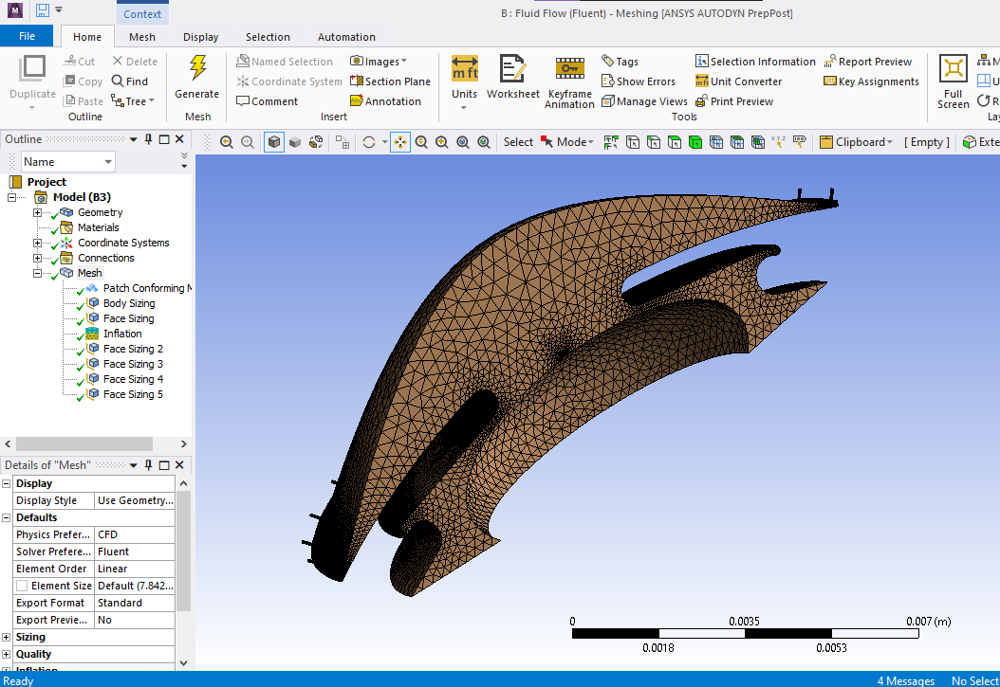 M
Context
B : Fluid Flow (Fluent) - Meshing [ANSYS AUTODYN PrepPost]
File
Home
Mesh
Display
Selection
Automation
Duplicate
Cut
Copy
Paste
Delete
Find
Tree
Outline
Generate
Mesh
Named Selection
Coordinate System
Comment
Images
Section Plane
Annotation
Insert
mft
Units
Worksheet
Keyframe
Animation
Tags
Show Errors
Manage Views
Selection Information
Unit Converter
Print Preview
Report Preview
Key Assignments
Tools
Full
Screen
M
R
Lay
Outline
Name
Select
Mode
X,Y,Z
Clipboard
[ Empty ]
Exte
Project
Model (B3)
Geometry
Materials
Coordinate Systems
Connections
Mesh
Patch Conforming M
Body Sizing
Face Sizing
Inflation
Face Sizing 2
Face Sizing 3
Face Sizing 4
Face Sizing 5
Details of "Mesh"
Display
Display Style Use Geometry...
Defaults
Physics Prefer... CFD
Solver Prefere... Fluent
Element Order Linear
Element Size Default (7.842...
Export Format Standard
Export Previe... No
Sizing
Quality
Inflation
0 0.0035 0.007 (m)
0.0018 0.0053
Ready
4 Messages
No Select